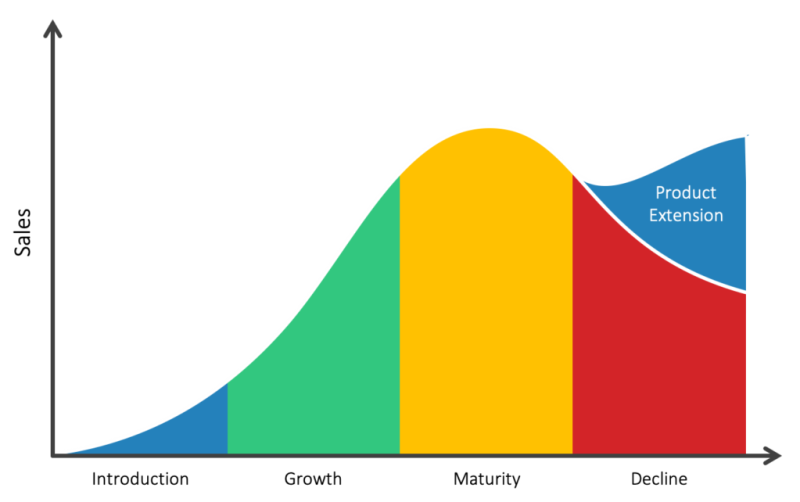 Sales
Product
Extension
Introduction
Growth
Maturity
Decline